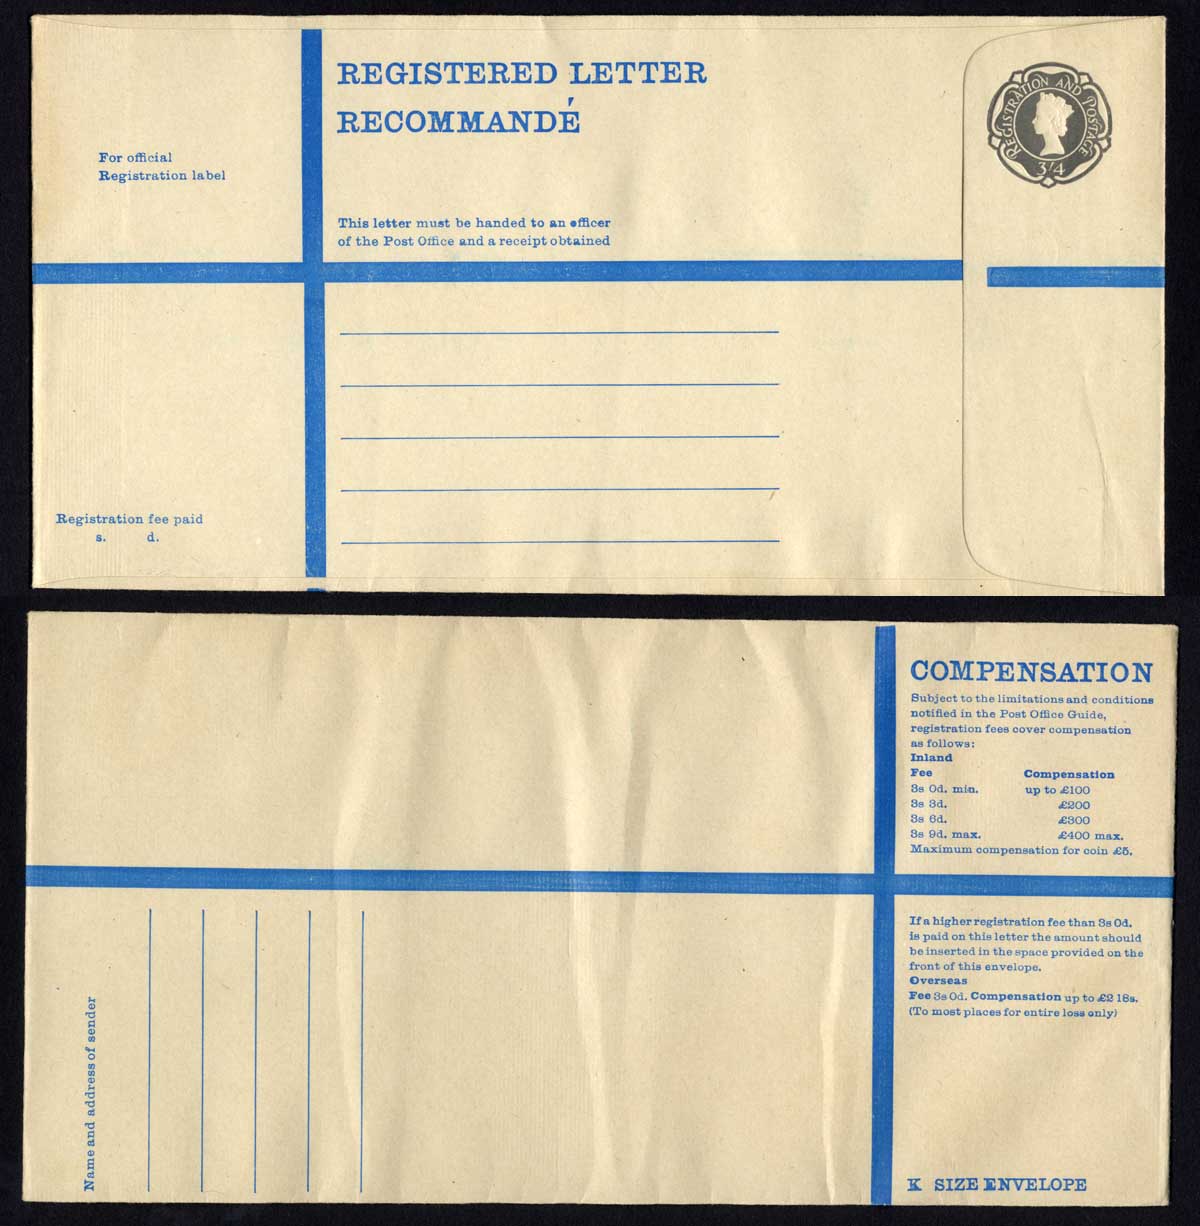 REGISTERED LETTER
RECOMMANDÉ
REGISTRATION AND POSTAGE
3/4
For official
Registration label
This letter must be handed to an officer
of the Post Office and a receipt obtained
Registration fee paid
s. d.
COMPENSATION
Subject to the limitations and conditions
notified in the Post Office Guide,
registration fees cover compensation
as follows:
Inland
Fee Compensation
3s 0d. min. up to £100
3s 3d. £200
3s 6d. £300
3s 9d. max. £400 max.
Maximum compensation for coin £5.
If a higher registration fee than 3s 0d.
is paid on this letter the amount should
be inserted in the space provided on the
front of this envelope.
Overseas
Fee 3s 0d. Compensation up to £2 18s.
(To most places for entire loss only)
Name and address of sender
K SIZE ENVELOPE